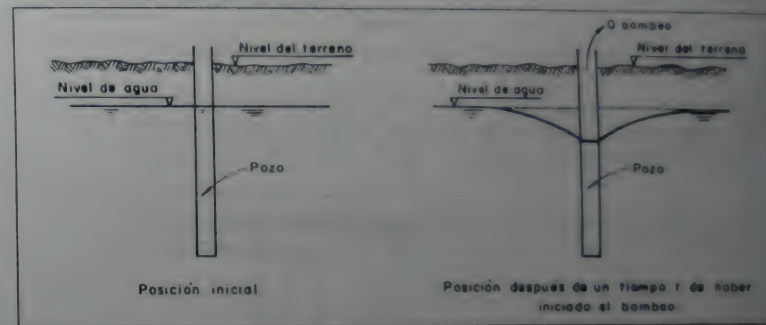 Nivel del terreno
Nivel de agua
Pozo
Posición inicial
Q bombeo
Nivel del terreno
Nivel de agua
Pozo
Posición después de un tiempo t de haber
iniciado el bombeo